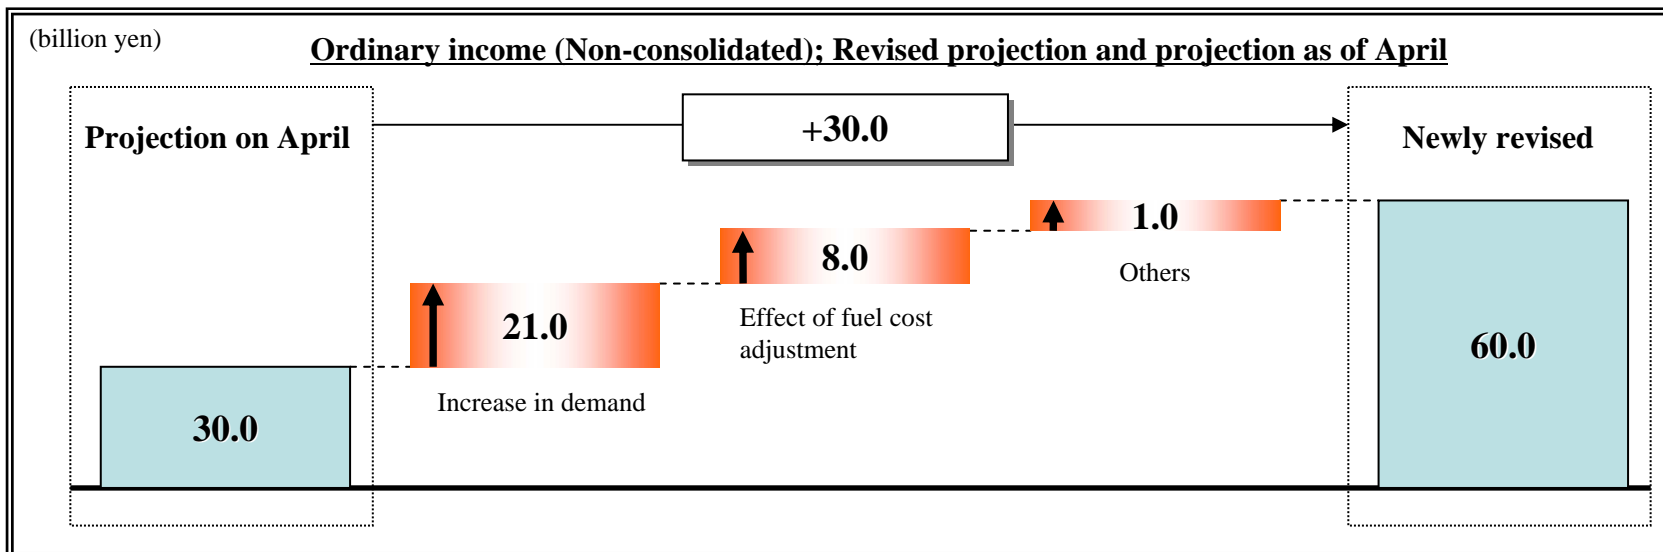 (billion yen)
Ordinary income (Non-consolidated); Revised projection and projection as of April
Projection on April
+30.0
Newly revised
1.0
Others
8.0
Effect of fuel cost
adjustment
21.0
Increase in demand
30.0
60.0